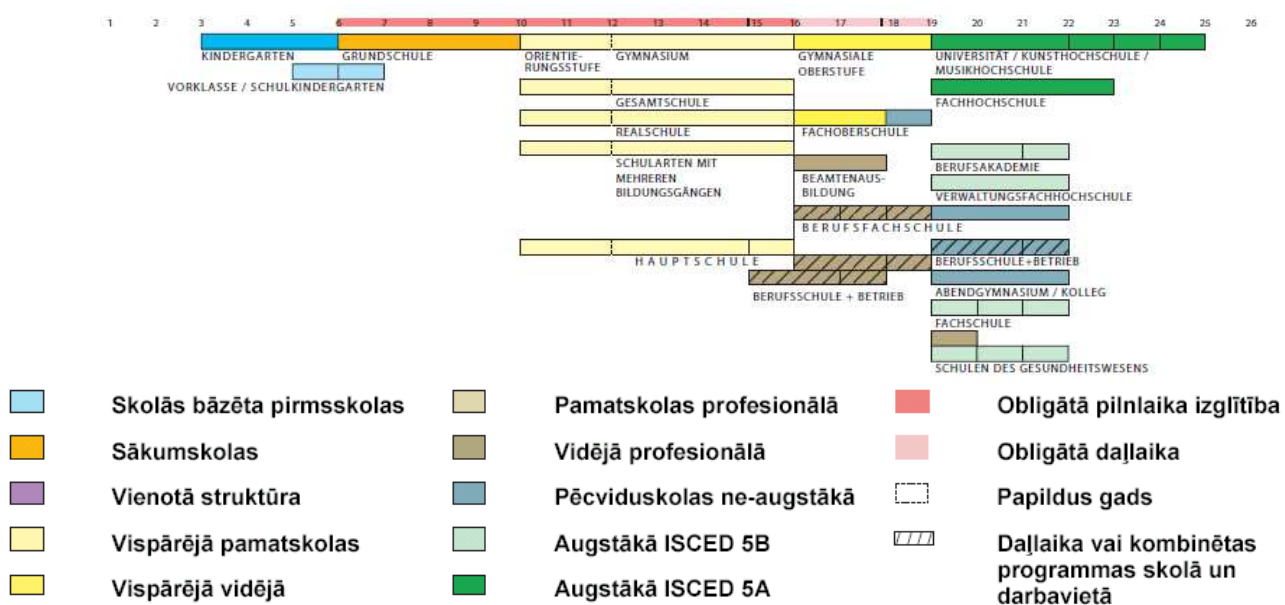 1 2 3 4 5 6 7 8 9 10 11 12 13 14 15 16 17 18 19 20 21 22 23 24 25 26
KINDERGARTEN
GRUNDSCHULE
ORIENTIE-
RUNGSSTUFE
GYMNASIUM
GYMNASIALE
OBERSTUFE
UNIVERSITÄT / KUNSTHOCHSCHULE /
MUSIKHOCHSCHULE
VORKLASSE / SCHULKINDERGARTEN
GESAMTSCHULE
FACHHOCHSCHULE
REALSCHULE
FACHOBERSCHULE
SCHULARTEN MIT
MEHREREN
BILDUNGSGÄNGEN
BEAMTENAUS-
BILDUNG
BERUFSAKADEMIE
VERWALTUNGSFACHHOCHSCHULE
BERUFSFACHSCHULE
HAUPTSCHULE
BERUFSSCHULE+BETRIEB
BERUFSSCHULE + BETRIEB
ABENDGYMNASIUM / KOLLEG
FACHSCHULE
SCHULEN DES GESUNDHEITSWESENS
Skolās bāzēta pirmsskolas
Sākumskolas
Vienotā struktūra
Vispārējā pamatskolas
Vispārējā vidējā
Pamatskolas profesionālā
Vidējā profesionālā
Pēcviduskolas ne-augstākā
Augstākā ISCED 5B
Augstākā ISCED 5A
Obligātā pilnlaika izglītība
Obligātā daļlaika
Papildus gads
Daļlaika vai kombinētas
programmas skolā un
darbavietā